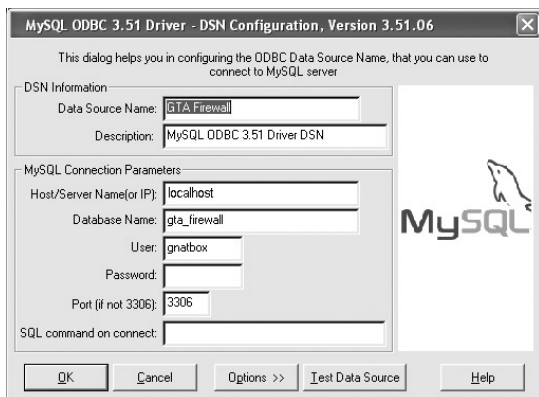 MySQL ODBC 3.51 Driver - DSN Configuration, Version 3.51.06
This dialog helps you in configuring the ODBC Data Source Name, that you can use to
connect to MySQL server
DSN Information
Data Source Name: GTA Firewall
Description: MySQL ODBC 3.51 Driver DSN
MySQL Connection Parameters
Host/Server Name(or IP): localhost
Database Name: gta_firewall
User: gnatbox
Password:
Port (if not 3306): 3306
SQL command on connect:
MySQL
OK Cancel Options >> Test Data Source Help